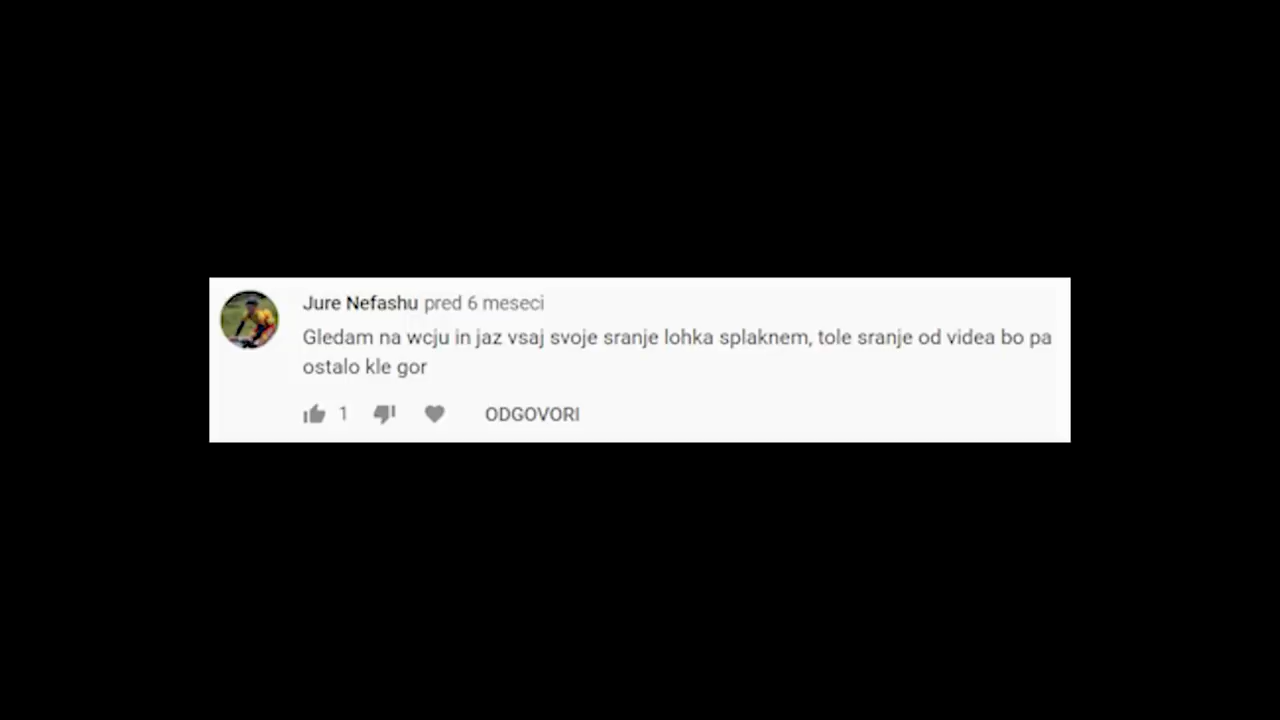 Jure Nefashu pred 6 meseci
Gledam na wcju in jaz vsaj svoje sranje lohka splaknem, tole sranje od videa bo pa
ostalo kle gor
1 ODGOVORI